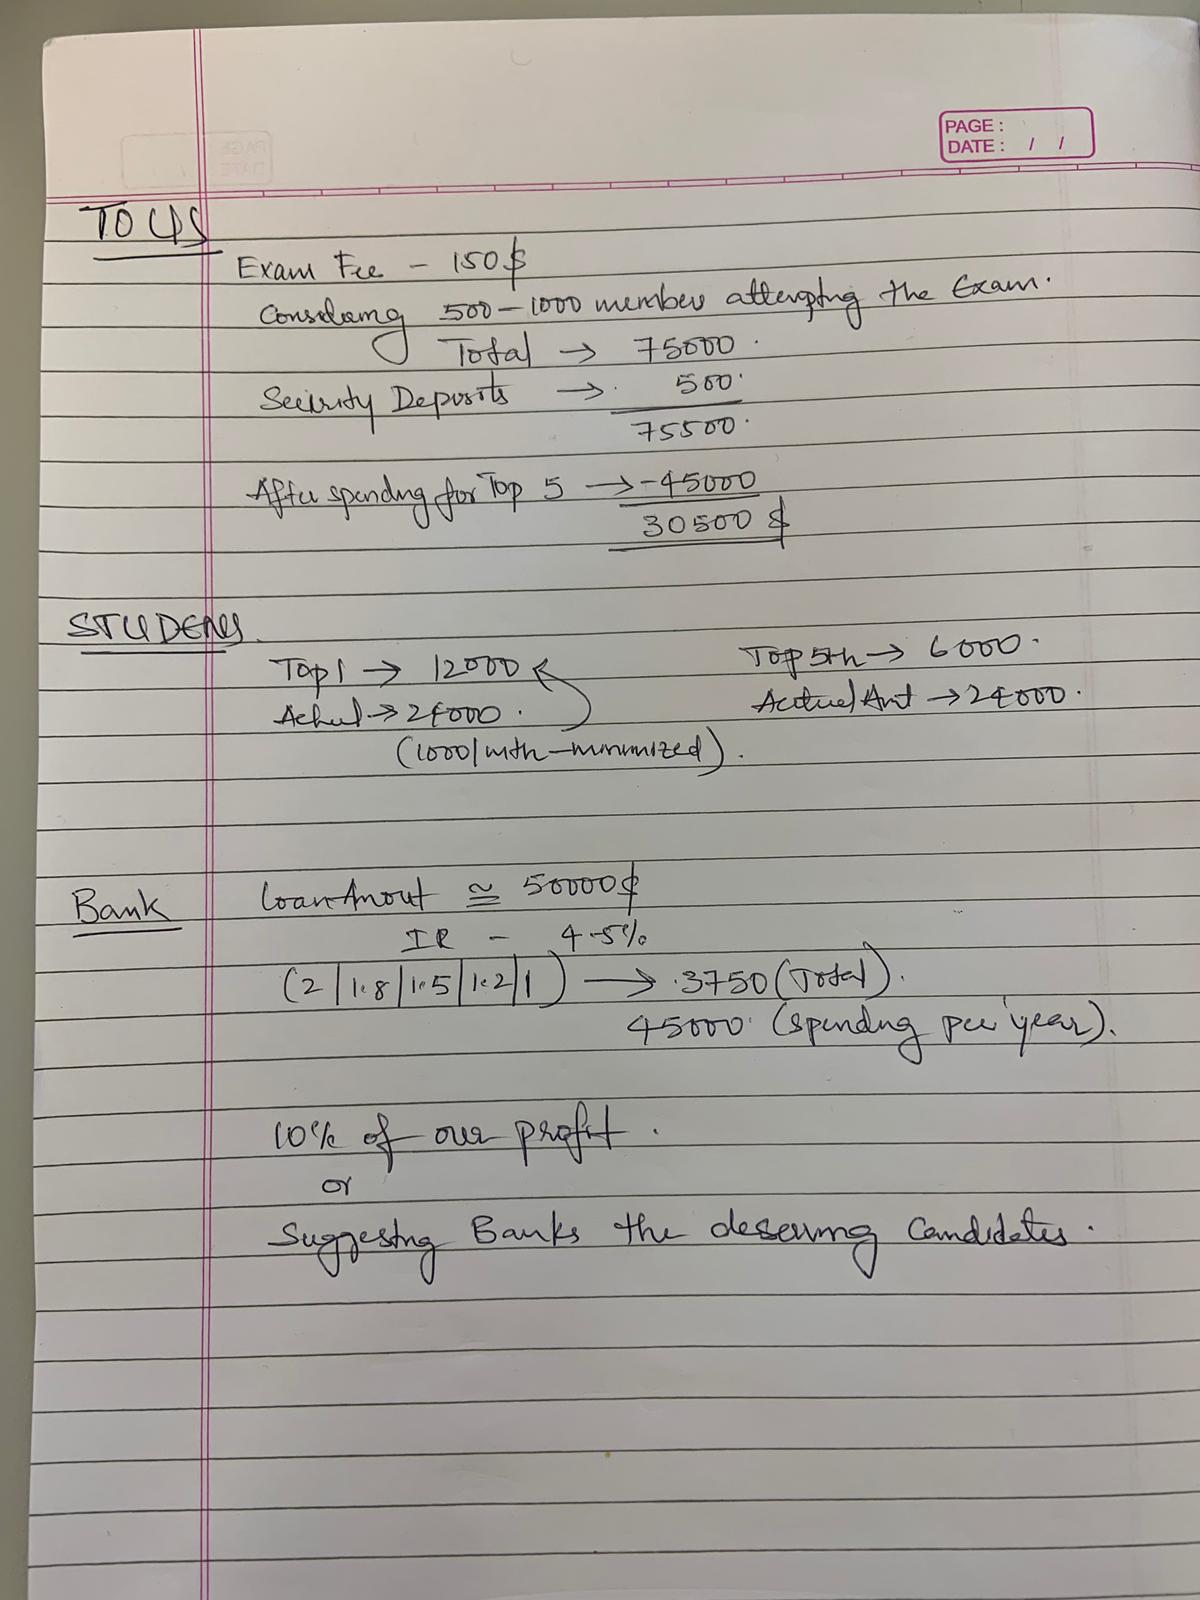 PAGE :
DATE : / /
TO US
Exam Fee - 150$
Considering 500-1000 members attempting the Exam.
Total → 75000.
Security Deposits → 500.
75500.
After spending for Top 5 → -45000
30500 $
STUDENTS.
Top 1 → 12000 Top 5th → 6000.
Actual → 24000. Actual Amt → 24000.
(1000/mth-minimized).
Bank Loan Amout ≅ 50000$
IR - 4.5%
(2 | 1.8 | 1.5 | 1.2 | 1) → 3750 (Total).
45000. (spending per year).
10% of our profit.
or
Suggesting Banks the deserving Candidates.